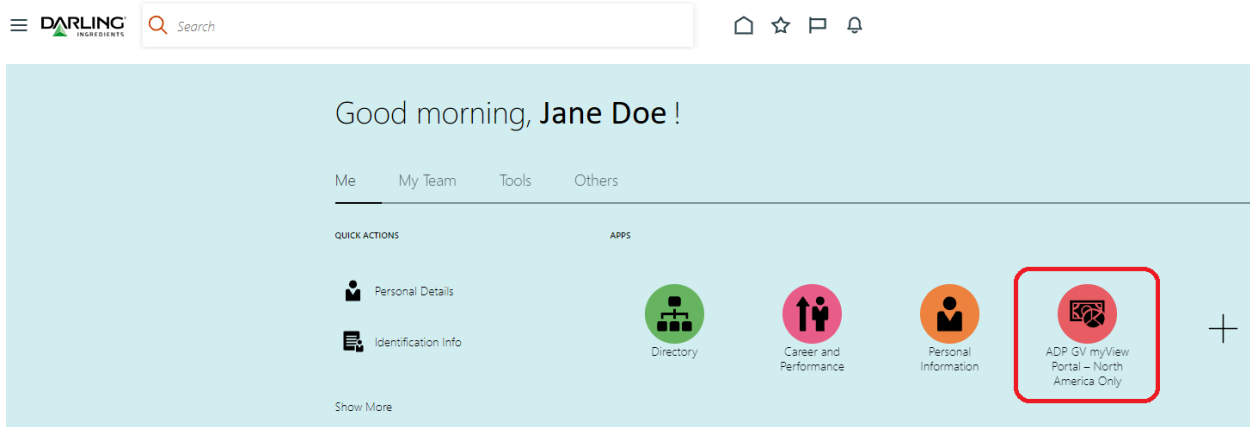 DARLING
INGREDIENTS
Search
Good morning, Jane Doe !
Me My Team Tools Others
QUICK ACTIONS
APPS
Personal Details
Identification Info
Show More
Directory
Career and
Performance
Personal
Information
ADP GV myView
Portal – North
America Only